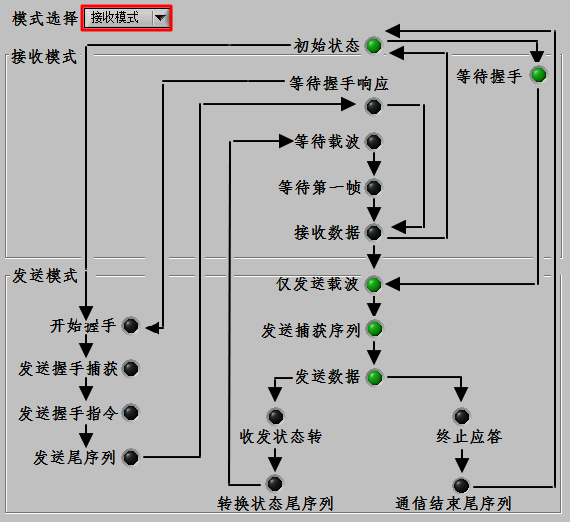 模式选择 接收模式
初始状态
接收模式
等待握手
等待握手响应
等待载波
等待第一帧
接收数据
发送模式
仅发送载波
开始握手
发送捕获序列
发送握手捕获
发送数据
发送握手指令
收发状态转
终止应答
发送尾序列
转换状态尾序列
通信结束尾序列